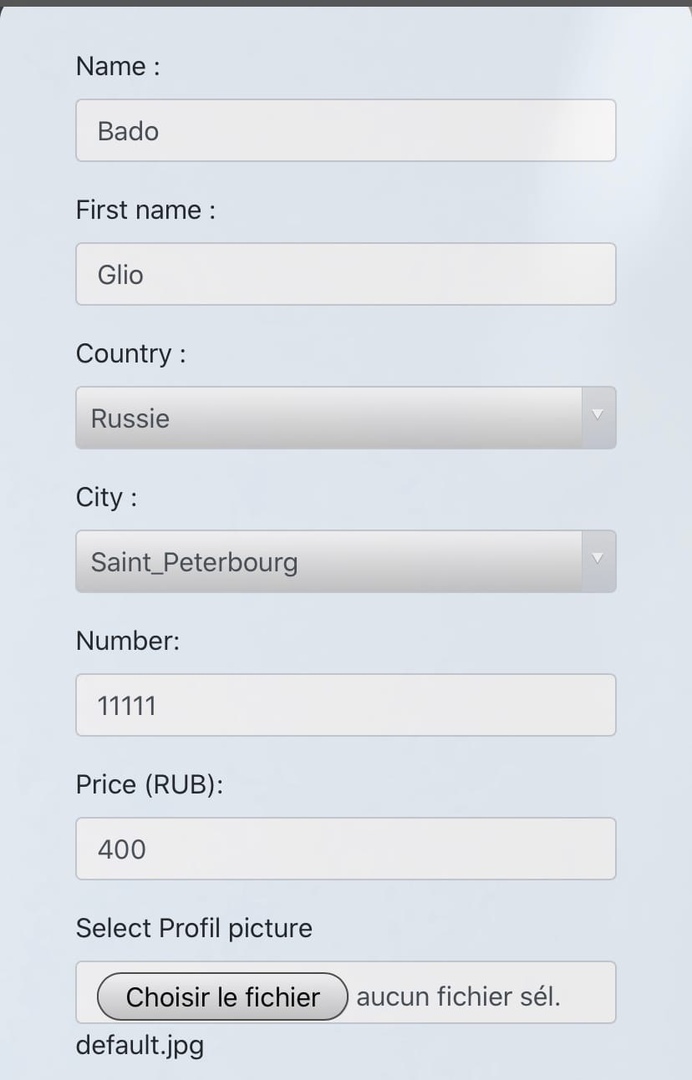 Name :
Bado
First name :
Glio
Country :
Russie
City :
Saint_Peterbourg
Number:
11111
Price (RUB):
400
Select Profil picture
Choisir le fichier aucun fichier sél.
default.jpg